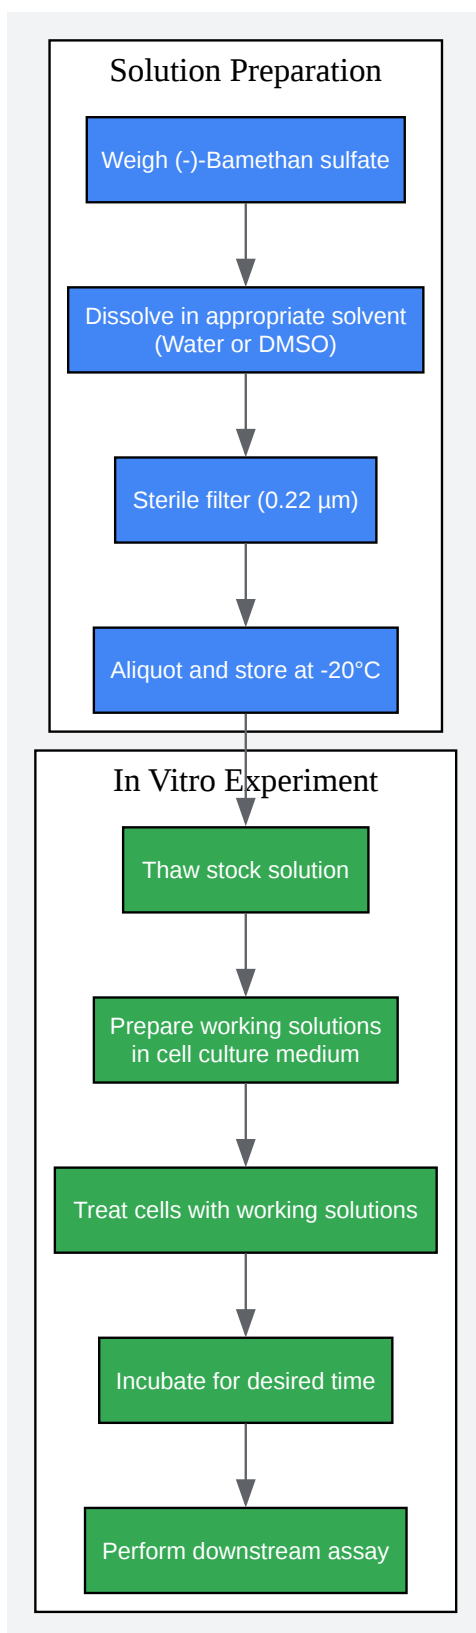 Solution Preparation
Weigh (-)-Bamethan sulfate
Dissolve in appropriate solvent
(Water or DMSO)
Sterile filter (0.22 µm)
Aliquot and store at -20°C
In Vitro Experiment
Thaw stock solution
Prepare working solutions
in cell culture medium
Treat cells with working solutions
Incubate for desired time
Perform downstream assay